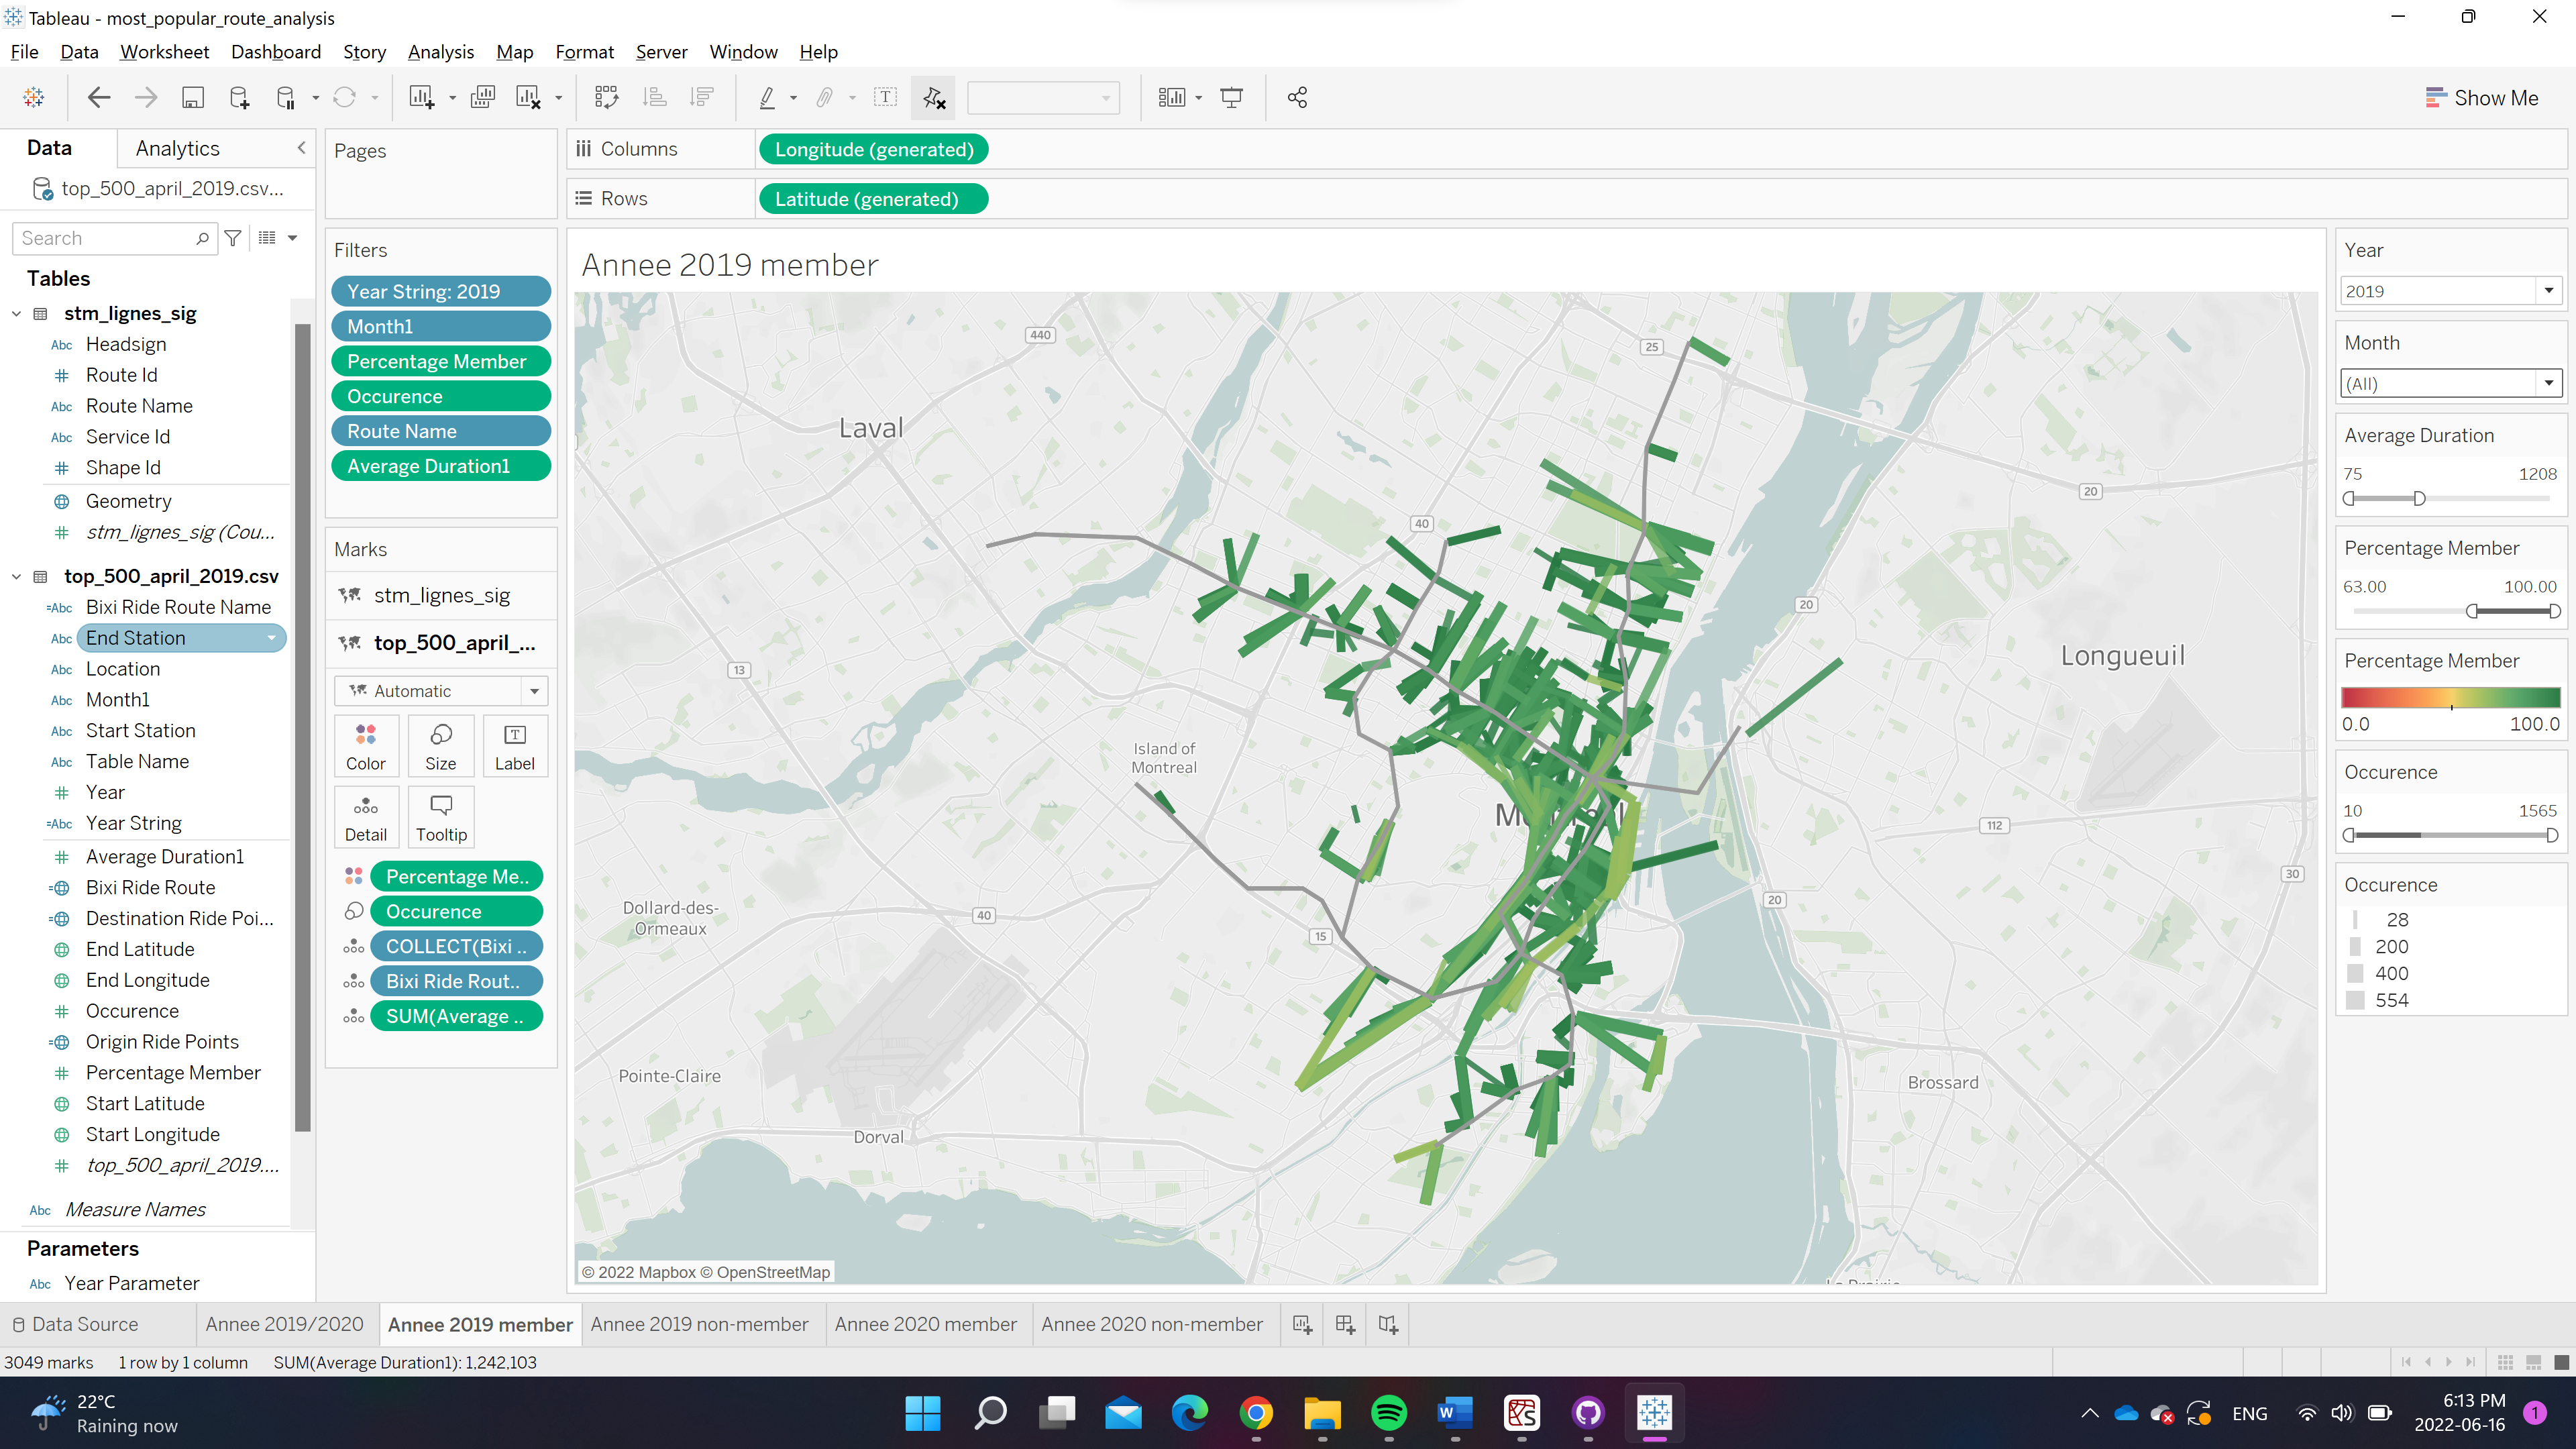 Tableau - most_popular_route_analysis
File Data Worksheet Dashboard Story Analysis Map Format Server Window Help
Show Me
Data
Analytics
top_500_april_2019.csv...
Search
Tables
stm_lignes_sig
Abc Headsign
# Route Id
Abc Route Name
Abc Service Id
# Shape Id
Geometry
# stm_lignes_sig (Cou...
top_500_april_2019.csv
=Abc Bixi Ride Route Name
Abc End Station
Abc Location
Abc Month1
Abc Start Station
Abc Table Name
# Year
=Abc Year String
# Average Duration1
= Bixi Ride Route
= Destination Ride Poi...
End Latitude
End Longitude
# Occurence
= Origin Ride Points
# Percentage Member
Start Latitude
Start Longitude
# top_500_april_2019....
Abc Measure Names
Parameters
Abc Year Parameter
Pages
Filters
Year String: 2019
Month1
Percentage Member
Occurence
Route Name
Average Duration1
Marks
stm_lignes_sig
top_500_april_...
Automatic
Color
Size
T
Label
Detail
Tooltip
Percentage Me..
Occurence
COLLECT(Bixi ..
Bixi Ride Rout..
SUM(Average ..
Columns
Longitude (generated)
Rows
Latitude (generated)
Annee 2019 member
440
25
Laval
40
20
20
13
Longueuil
Island of
Montreal
112
30
Dollard-des-
Ormeaux
40
15
20
Pointe-Claire
Brossard
Dorval
© 2022 Mapbox © OpenStreetMap
Year
2019
Month
(All)
Average Duration
75
1208
Percentage Member
63.00
100.00
Percentage Member
0.0
100.0
Occurence
10
1565
Occurence
28
200
400
554
Data Source
Annee 2019/2020
Annee 2019 member
Annee 2019 non-member
Annee 2020 member
Annee 2020 non-member
3049 marks
1 row by 1 column
SUM(Average Duration1): 1,242,103
22°C
Raining now
W
ENG
6:13 PM
2022-06-16
1